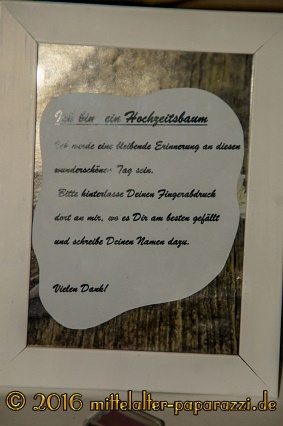 Ich bin ein Hochzeitsbaum
Ich werde eine bleibende Erinnerung an diesen
wunderschönen Tag sein.
Bitte hinterlasse Deinen Fingerabdruck
dort an mir, wo es Dir am besten gefällt
und schreibe Deinen Namen dazu.
Vielen Dank!
© 2016 mittelalter-paparazzi.de